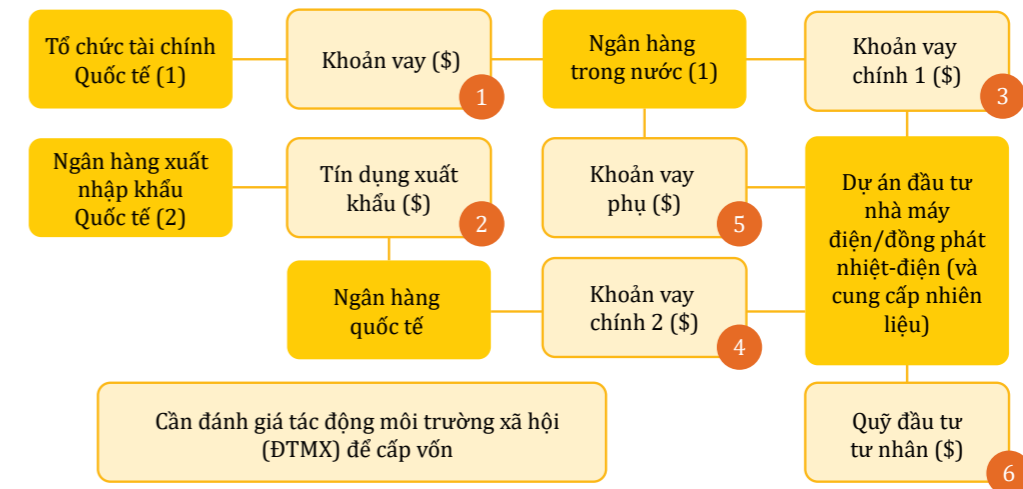 Tổ chức tài chính
Quốc tế (1)
Khoản vay ($)
1
Ngân hàng
trong nước (1)
Khoản vay
chính 1 ($)
3
Ngân hàng xuất
nhập khẩu
Quốc tế (2)
Tín dụng xuất
khẩu ($)
2
Khoản vay
phụ ($)
5
Dự án đầu tư
nhà máy
điện/đồng phát
nhiệt-điện (và
cung cấp nhiên
liệu)
Ngân hàng
quốc tế
Khoản vay
chính 2 ($)
4
Cần đánh giá tác động môi trường xã hội
(ĐTMX) để cấp vốn
Quỹ đầu tư
tư nhân ($)
6